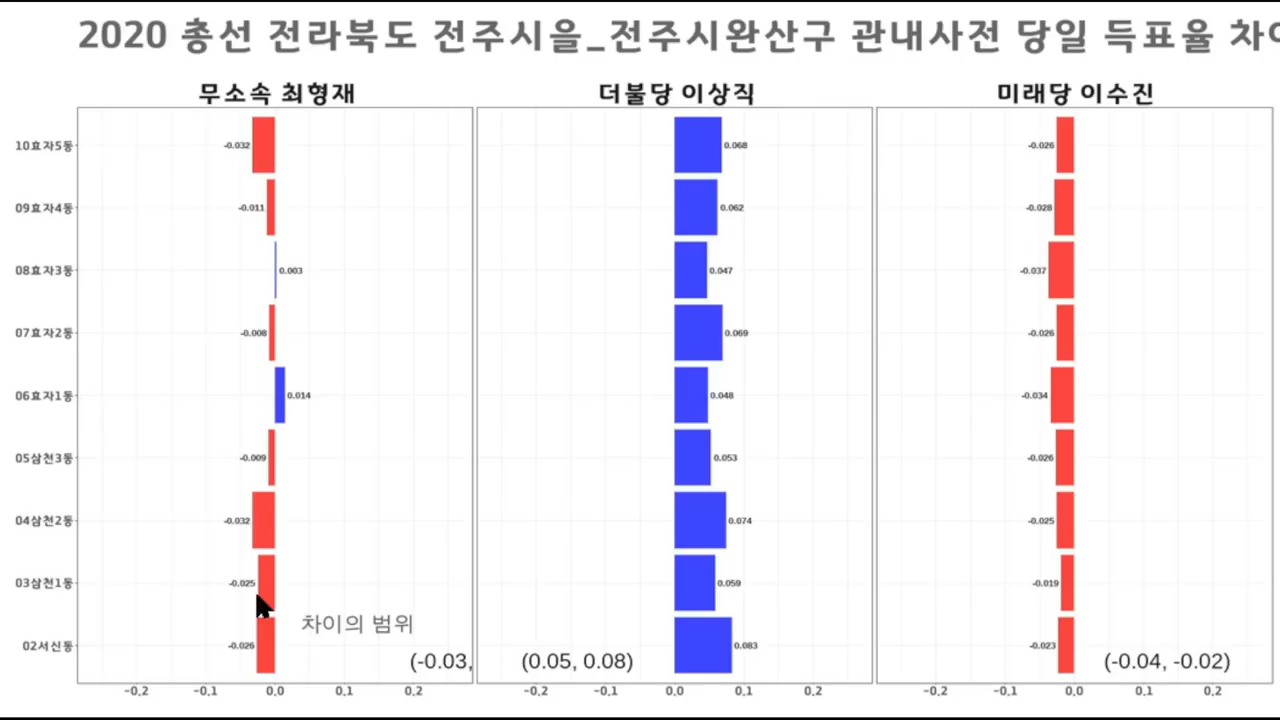 2020 총선 전라북도 전주시을_전주시완산구 관내사전 당일 득표율 차이
무소속 최형재 더불당 이상직 미래당 이수진
10효자5동 -0.032 0.068 -0.026
09효자4동 -0.011 0.062 -0.028
08효자3동 0.003 0.047 -0.037
07효자2동 -0.008 0.069 -0.026
06효자1동 0.014 0.048 -0.034
05삼천3동 -0.009 0.053 -0.026
04삼천2동 -0.032 0.074 -0.025
03삼천1동 -0.025 0.059 -0.019
차이의 범위
02서신동 -0.026 0.083 -0.023
(-0.03, (0.05, 0.08) (-0.04, -0.02)
-0.2 -0.1 0.0 0.1 0.2 -0.2 -0.1 0.0 0.1 0.2 -0.2 -0.1 0.0 0.1 0.2